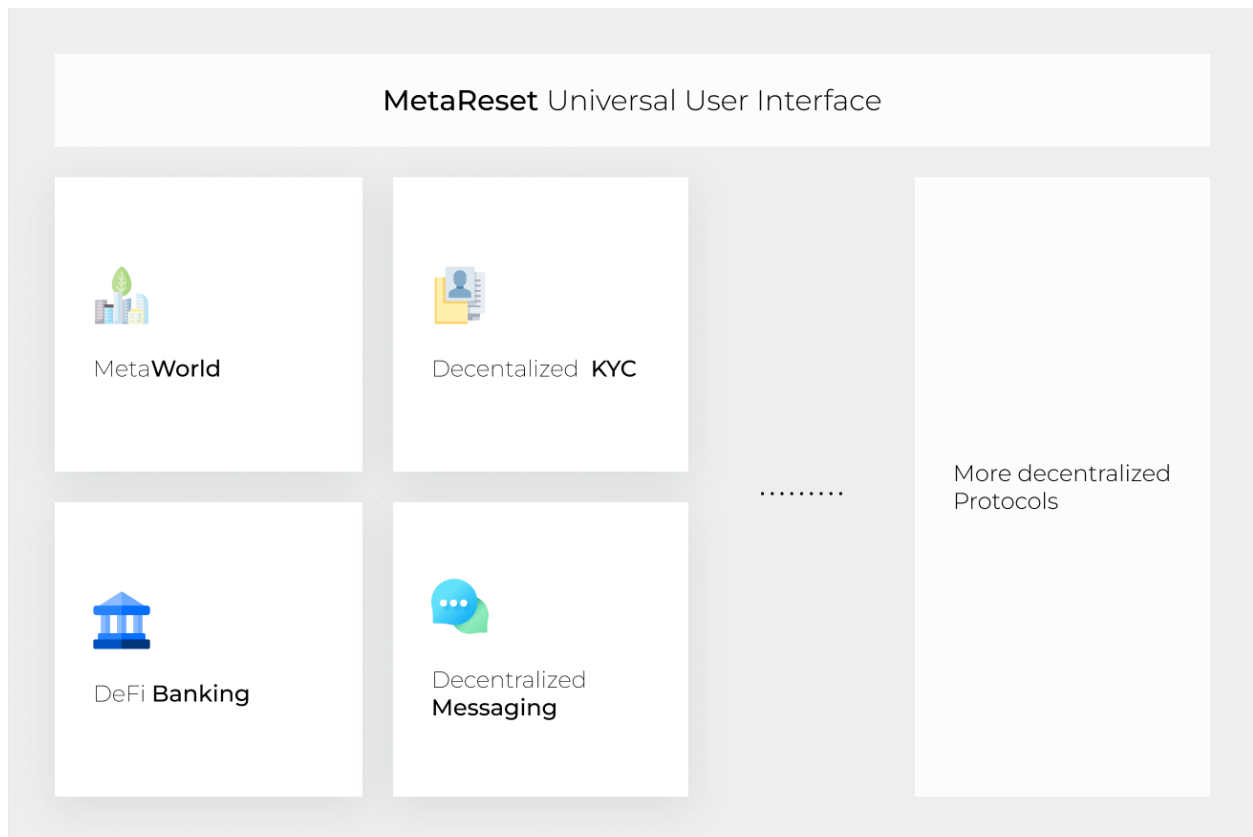 MetaReset Universal User Interface
MetaWorld
Decentalized KYC
DeFi Banking
Decentralized
Messaging
.........
More decentralized
Protocols